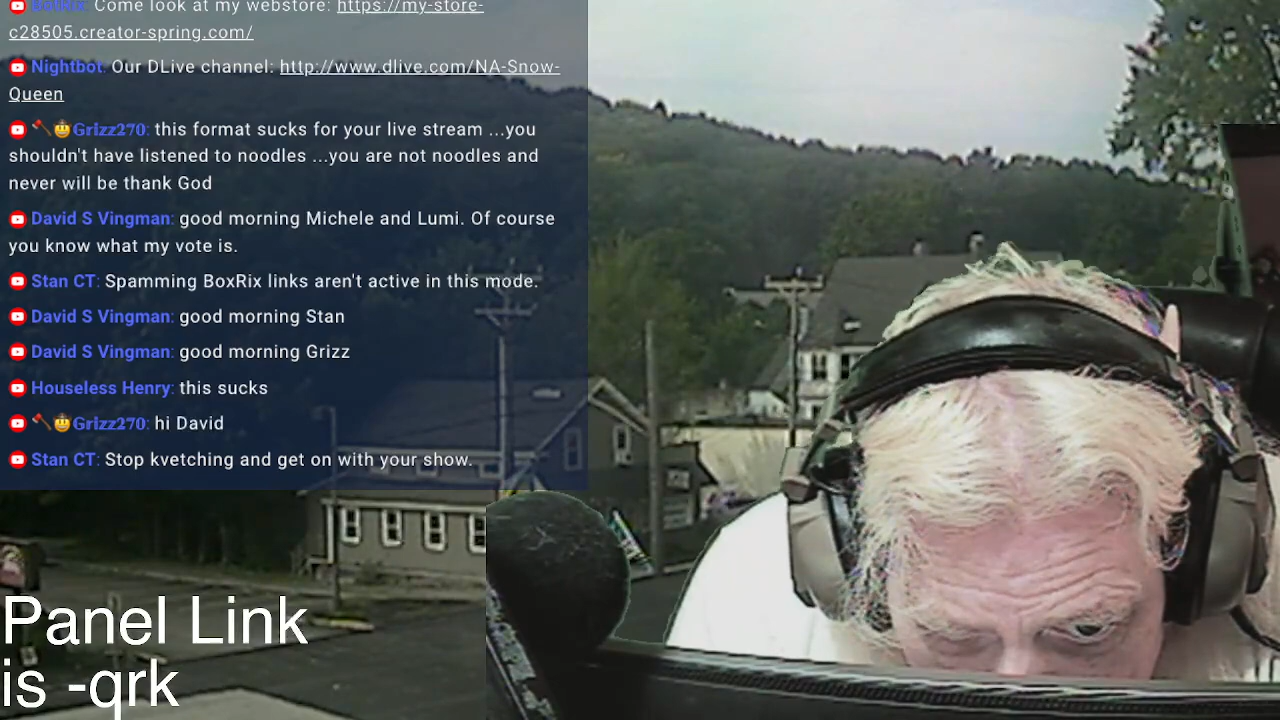 BoxRix: Come look at my webstore: https://my-store-
c28505.creator-spring.com/
Nightbot: Our DLive channel: http://www.dlive.com/NA-Snow-
Queen
Grizz270: this format sucks for your live stream ...you
shouldn't have listened to noodles ...you are not noodles and
never will be thank God
David S Vingman: good morning Michele and Lumi. Of course
you know what my vote is.
Stan CT: Spamming BoxRix links aren't active in this mode.
David S Vingman: good morning Stan
David S Vingman: good morning Grizz
Houseless Henry: this sucks
Grizz270: hi David
Stan CT: Stop kvetching and get on with your show.
Panel Link
is -qrk